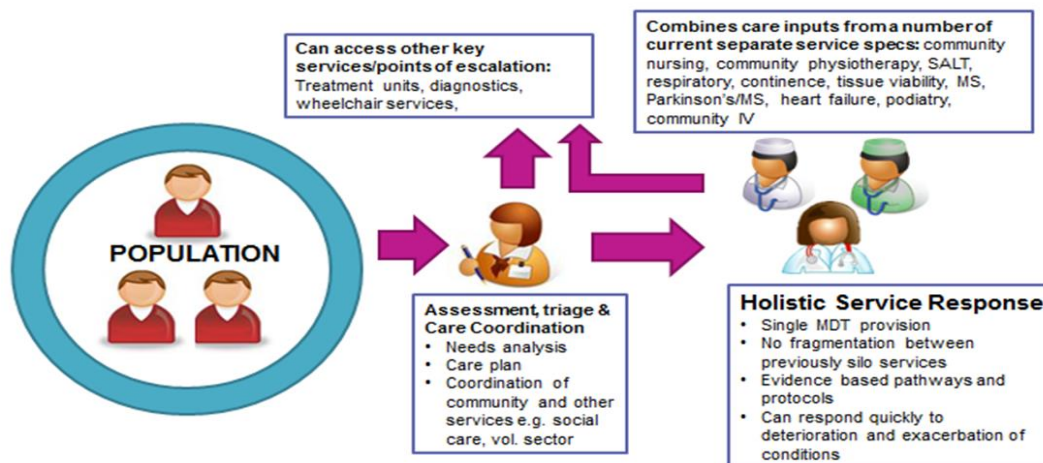 Can access other key
services/points of escalation:
Treatment units, diagnostics,
wheelchair services,
Combines care inputs from a number of
current separate service specs: community
nursing, community physiotherapy, SALT,
respiratory, continence, tissue viability, MS,
Parkinson's/MS, heart failure, podiatry,
community IV
POPULATION
Assessment, triage &
Care Coordination
• Needs analysis
• Care plan
• Coordination of
community and other
services e.g. social
care, vol. sector
Holistic Service Response
• Single MDT provision
• No fragmentation between
previously silo services
• Evidence based pathways and
protocols
• Can respond quickly to
deterioration and exacerbation of
conditions